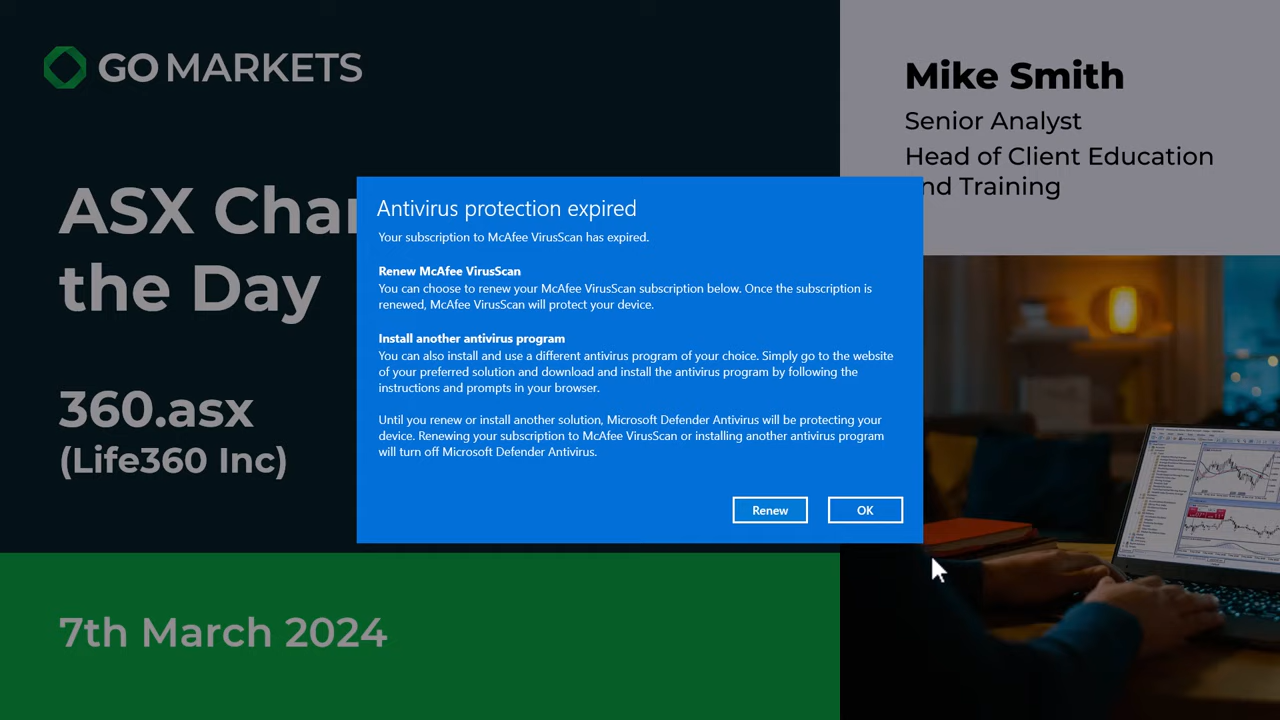 GO MARKETS
ASX Char
the Day
360.asx
(Life360 Inc)
7th March 2024
Mike Smith
Senior Analyst
Head of Client Education
nd Training
Antivirus protection expired
Your subscription to McAfee VirusScan has expired.
Renew McAfee VirusScan
You can choose to renew your McAfee VirusScan subscription below. Once the subscription is
renewed, McAfee VirusScan will protect your device.
Install another antivirus program
You can also install and use a different antivirus program of your choice. Simply go to the website
of your preferred solution and download and install the antivirus program by following the
instructions and prompts in your browser.
Until you renew or install another solution, Microsoft Defender Antivirus will be protecting your
device. Renewing your subscription to McAfee VirusScan or installing another antivirus program
will turn off Microsoft Defender Antivirus.
Renew
OK